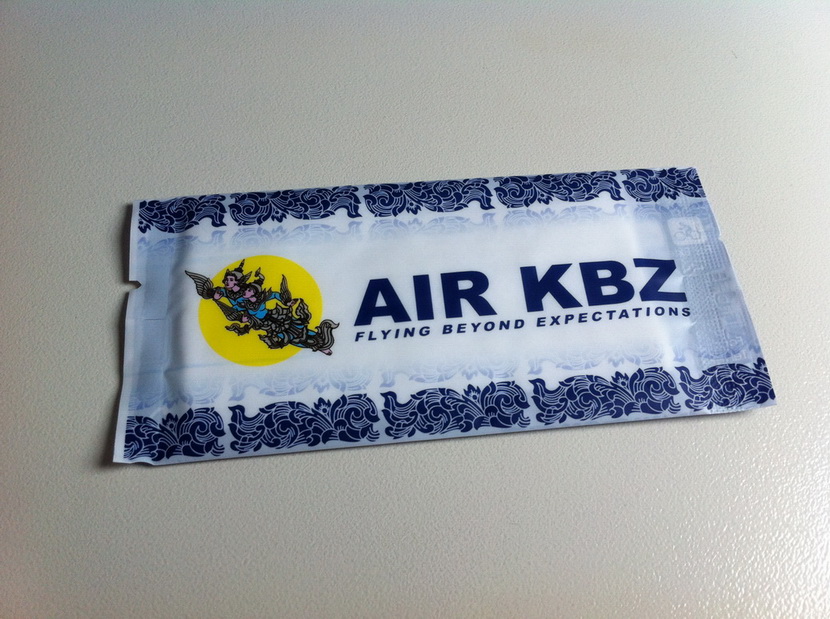 AIR KBZ
FLYING BEYOND EXPECTATIONS